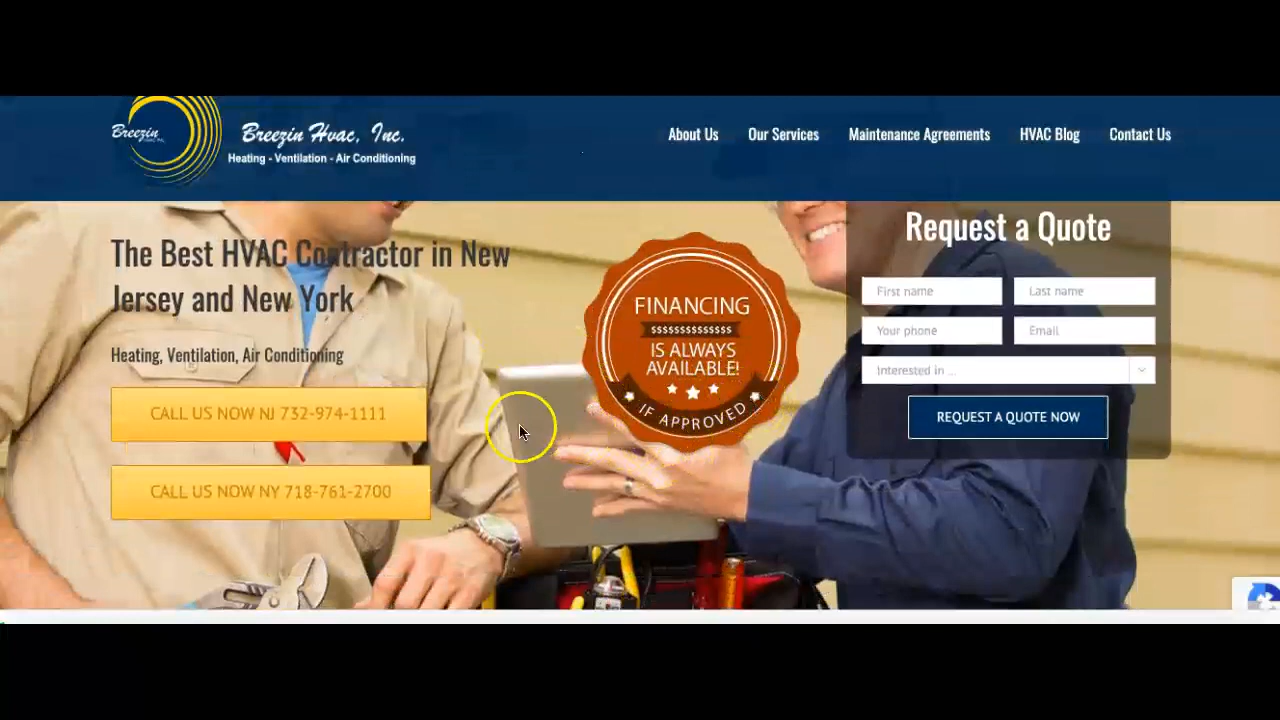 Breezin
Breezin Hvac, Inc.
Heating - Ventilation - Air Conditioning
About Us
Our Services
Maintenance Agreements
HVAC Blog
Contact Us
The Best HVAC Contractor in New
Jersey and New York
Heating, Ventilation, Air Conditioning
CALL US NOW NJ 732-974-1111
CALL US NOW NY 718-761-2700
FINANCING
$$$$$$$$$$$$$$
IS ALWAYS
AVAILABLE!
IF APPROVED
Request a Quote
First name
Last name
Your phone
Email
Interested in ...
REQUEST A QUOTE NOW